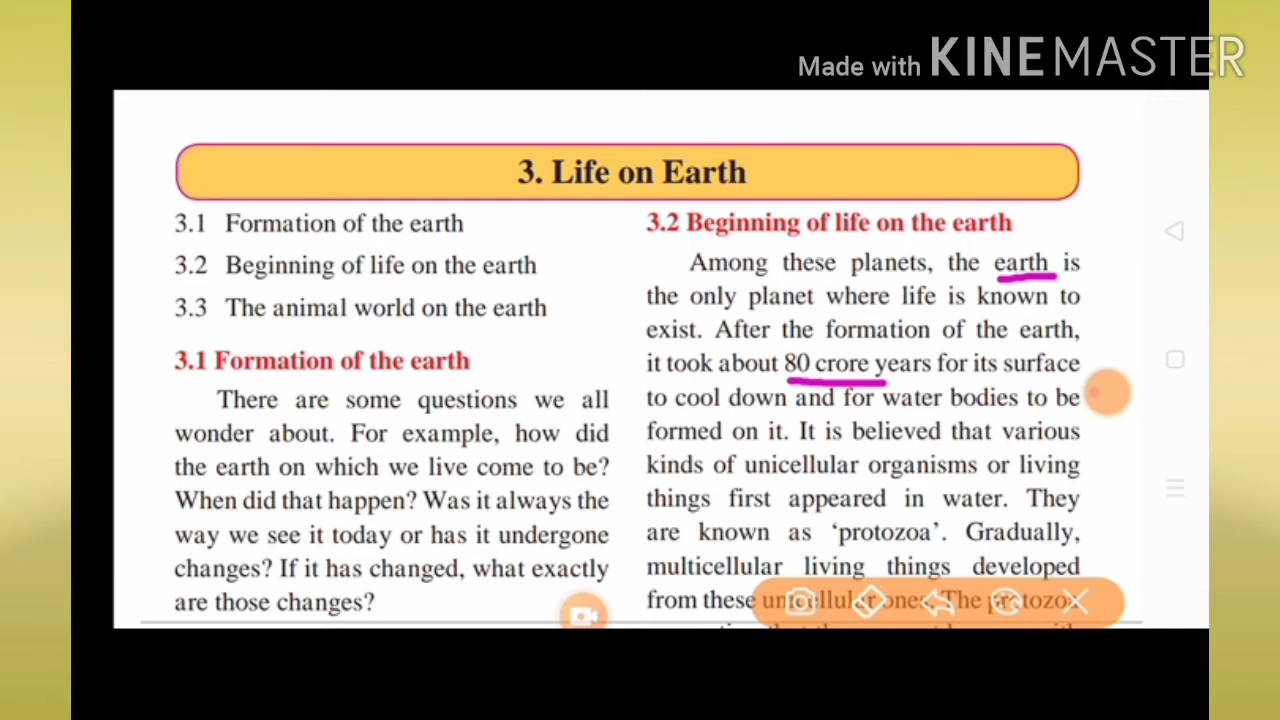 Made with KINEMASTER
3. Life on Earth
3.1 Formation of the earth
3.2 Beginning of life on the earth
3.3 The animal world on the earth
3.1 Formation of the earth
There are some questions we all
wonder about. For example, how did
the earth on which we live come to be?
When did that happen? Was it always the
way we see it today or has it undergone
changes? If it has changed, what exactly
are those changes?
3.2 Beginning of life on the earth
Among these planets, the earth is
the only planet where life is known to
exist. After the formation of the earth,
it took about 80 crore years for its surface
to cool down and for water bodies to be
formed on it. It is believed that various
kinds of unicellular organisms or living
things first appeared in water. They
are known as ‘protozoa’. Gradually,
multicellular living things developed
from these unicellular ones. The protozoa